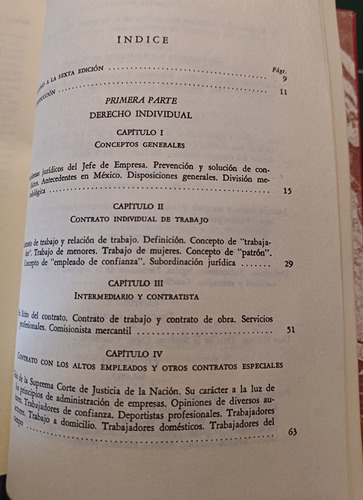 ÍNDICE
Pág.
A LA SEXTA EDICIÓN 9
11
PRIMERA PARTE
DERECHO INDIVIDUAL
CAPÍTULO I
CONCEPTOS GENERALES
jurídicos del Jefe de Empresa. Prevención y solución de con-
Antecedentes en México. Disposiciones generales. División me-
15
CAPÍTULO II
CONTRATO INDIVIDUAL DE TRABAJO
de trabajo y relación de trabajo. Definición. Concepto de "trabaja-
Trabajo de menores. Trabajo de mujeres. Concepto de "patrón".
Concepto de "empleado de confianza". Subordinación jurídica 29
CAPÍTULO III
INTERMEDIARIO Y CONTRATISTA
del contrato. Contrato de trabajo y contrato de obra. Servicios
Comisionista mercantil 51
CAPÍTULO IV
CONTRATO CON LOS ALTOS EMPLEADOS Y OTROS CONTRATOS ESPECIALES
de la Suprema Corte de Justicia de la Nación. Su carácter a la luz de
principios de administración de empresas. Opiniones de diversos au-
Trabajadores de confianza. Deportistas profesionales. Trabajadores
Trabajo a domicilio. Trabajadores domésticos. Trabajadores del
63